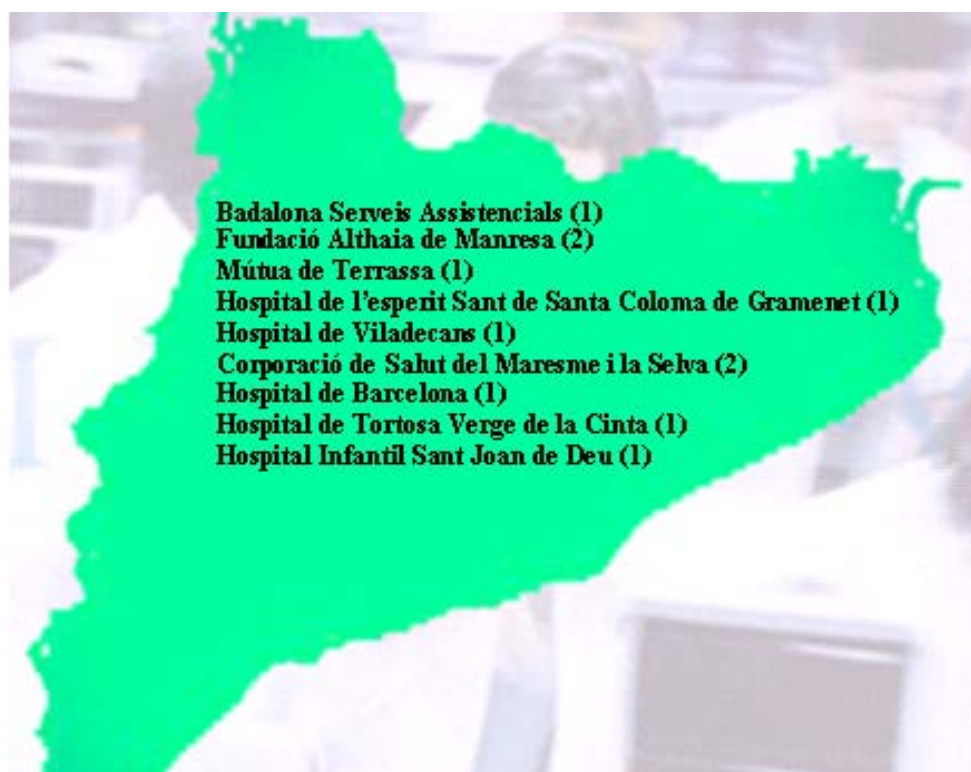 Badalona Serveis Assistencials (1)
Fundació Althaia de Manresa (2)
Mútua de Terrassa (1)
Hospital de l'esperit Sant de Santa Coloma de Gramenet (1)
Hospital de Viladecans (1)
Corporació de Salut del Maresme i la Selva (2)
Hospital de Barcelona (1)
Hospital de Tortosa Verge de la Cinta (1)
Hospital Infantil Sant Joan de Deu (1)